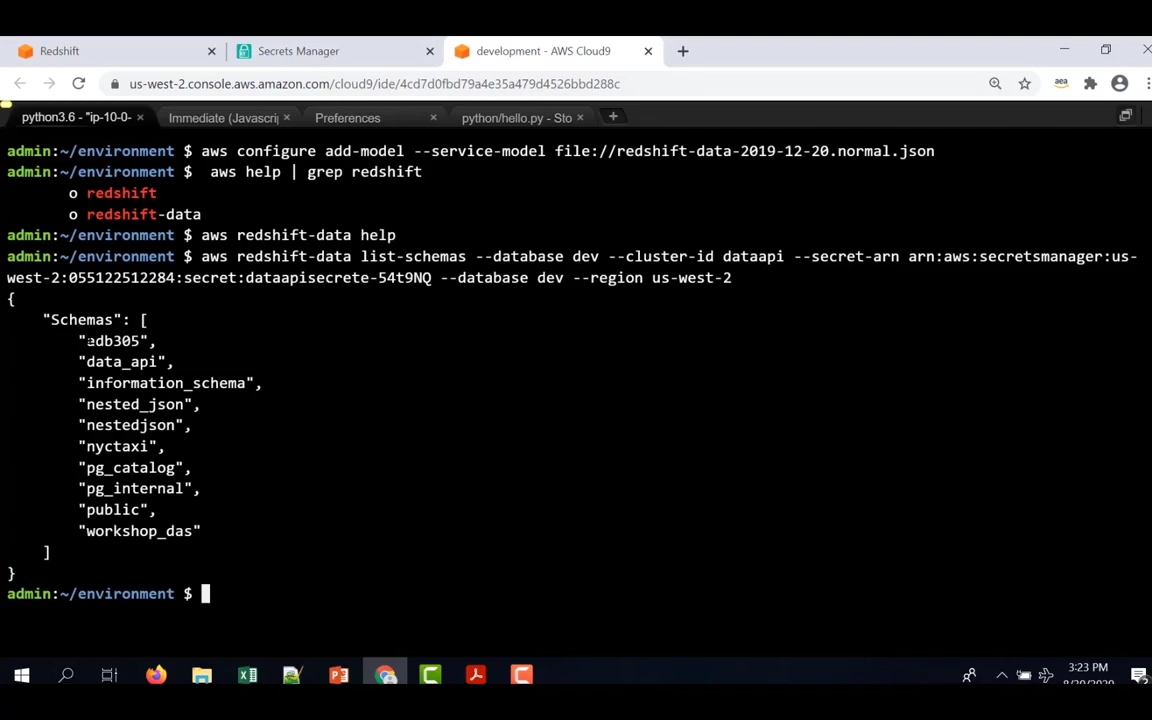 Redshift
Secrets Manager
development - AWS Cloud9
us-west-2.console.aws.amazon.com/cloud9/ide/4cd7d0fbd79a4e35a479d4526bbd288c
aea
python3.6 - "ip-10-0-
Immediate (Javascri
Preferences
python/hello.py - Sto
admin:~/environment $ aws configure add-model --service-model file://redshift-data-2019-12-20.normal.json
admin:~/environment $  aws help | grep redshift
o redshift
o redshift-data
admin:~/environment $ aws redshift-data help
admin:~/environment $ aws redshift-data list-schemas --database dev --cluster-id dataapi --secret-arn arn:aws:secretsmanager:us-
west-2:055122512284:secret:dataapisecrete-54t9NQ --database dev --region us-west-2
{
"Schemas": [
"adb305",
"data_api",
"information_schema",
"nested_json",
"nestedjson",
"nyctaxi",
"pg_catalog",
"pg_internal",
"public",
"workshop_das"
]
}
admin:~/environment $
3:23 PM
8/20/2020